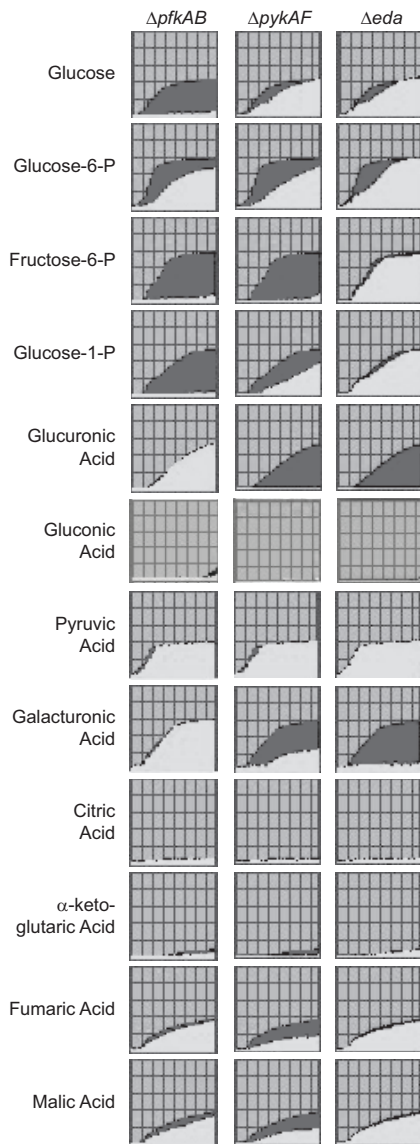 ΔpfkAB ΔpykAF Δeda
Glucose
Glucose-6-P
Fructose-6-P
Glucose-1-P
Glucuronic
Acid
Gluconic
Acid
Pyruvic
Acid
Galacturonic
Acid
Citric
Acid
α-keto-
glutaric Acid
Fumaric Acid
Malic Acid